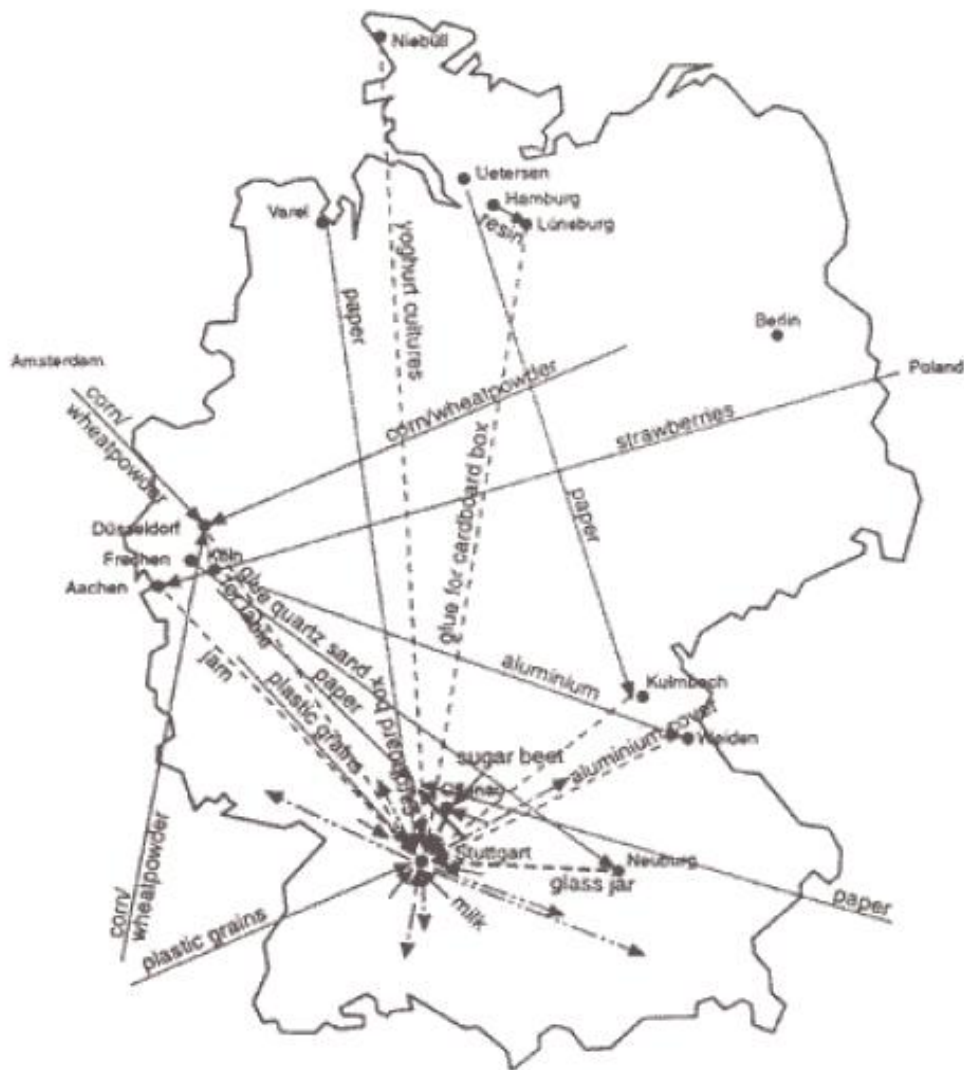 Niebüll
Uetersen
Hamburg
Lüneburg
resin
Varel
paper
yoghurt cultures
Berlin
Amsterdam
Poland
corn/
wheatpowder
corn/wheatpowder
strawberries
glue for cardboard box
paper
Düsseldorf
Frechen
Köln
Aachen
glue
quartz sand
jam
plastic grains
paper
cardboard box
aluminium
Kulmbach
Weiden
aluminium cover
sugar beet
Stuttgart
Neuburg
glass jar
milk
paper
corn/
wheatpowder
plastic grains